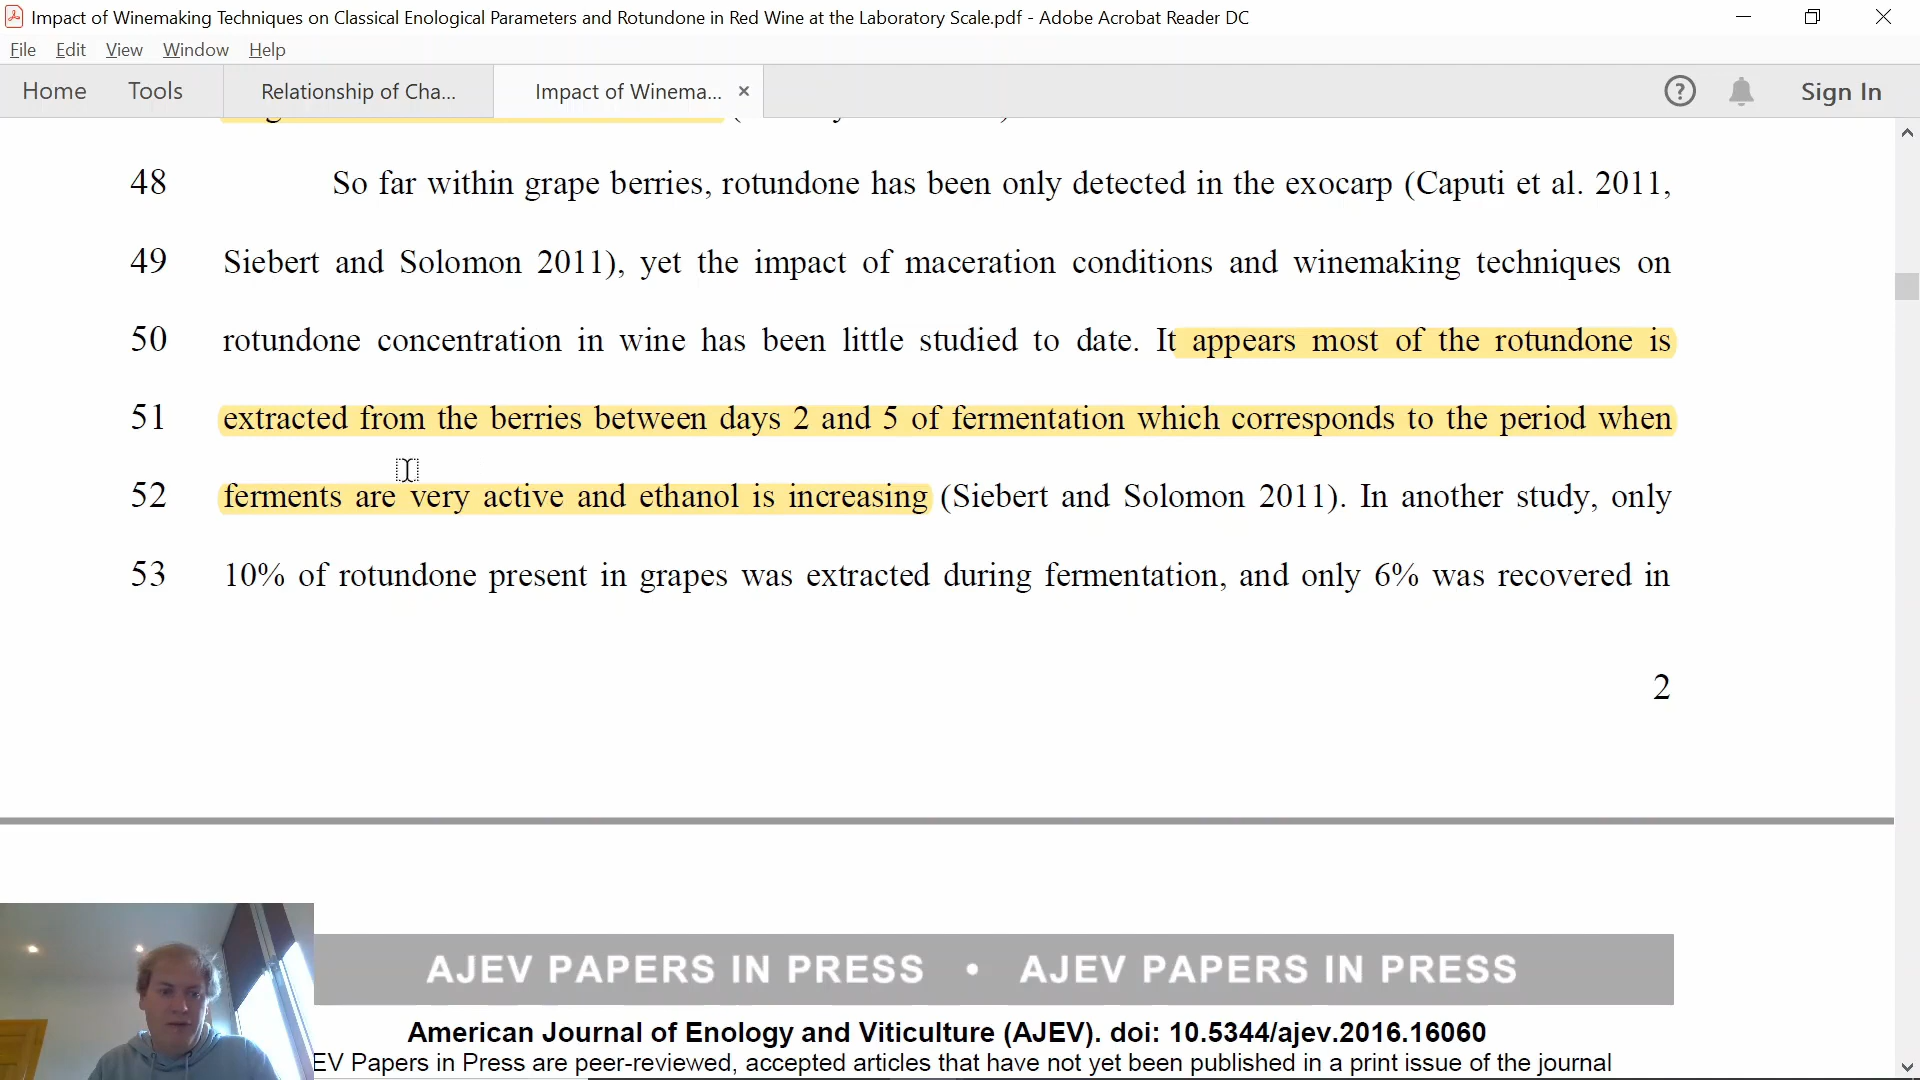 Impact of Winemaking Techniques on Classical Enological Parameters and Rotundone in Red Wine at the Laboratory Scale.pdf - Adobe Acrobat Reader DC
File Edit View Window Help
Home Tools Relationship of Cha... Impact of Winema... × ? Sign In
48 So far within grape berries, rotundone has been only detected in the exocarp (Caputi et al. 2011,
49 Siebert and Solomon 2011), yet the impact of maceration conditions and winemaking techniques on
50 rotundone concentration in wine has been little studied to date. It appears most of the rotundone is
51 extracted from the berries between days 2 and 5 of fermentation which corresponds to the period when
52 ferments are very active and ethanol is increasing (Siebert and Solomon 2011). In another study, only
53 10% of rotundone present in grapes was extracted during fermentation, and only 6% was recovered in
2
AJEV PAPERS IN PRESS • AJEV PAPERS IN PRESS
American Journal of Enology and Viticulture (AJEV). doi: 10.5344/ajev.2016.16060
EV Papers in Press are peer-reviewed, accepted articles that have not yet been published in a print issue of the journal